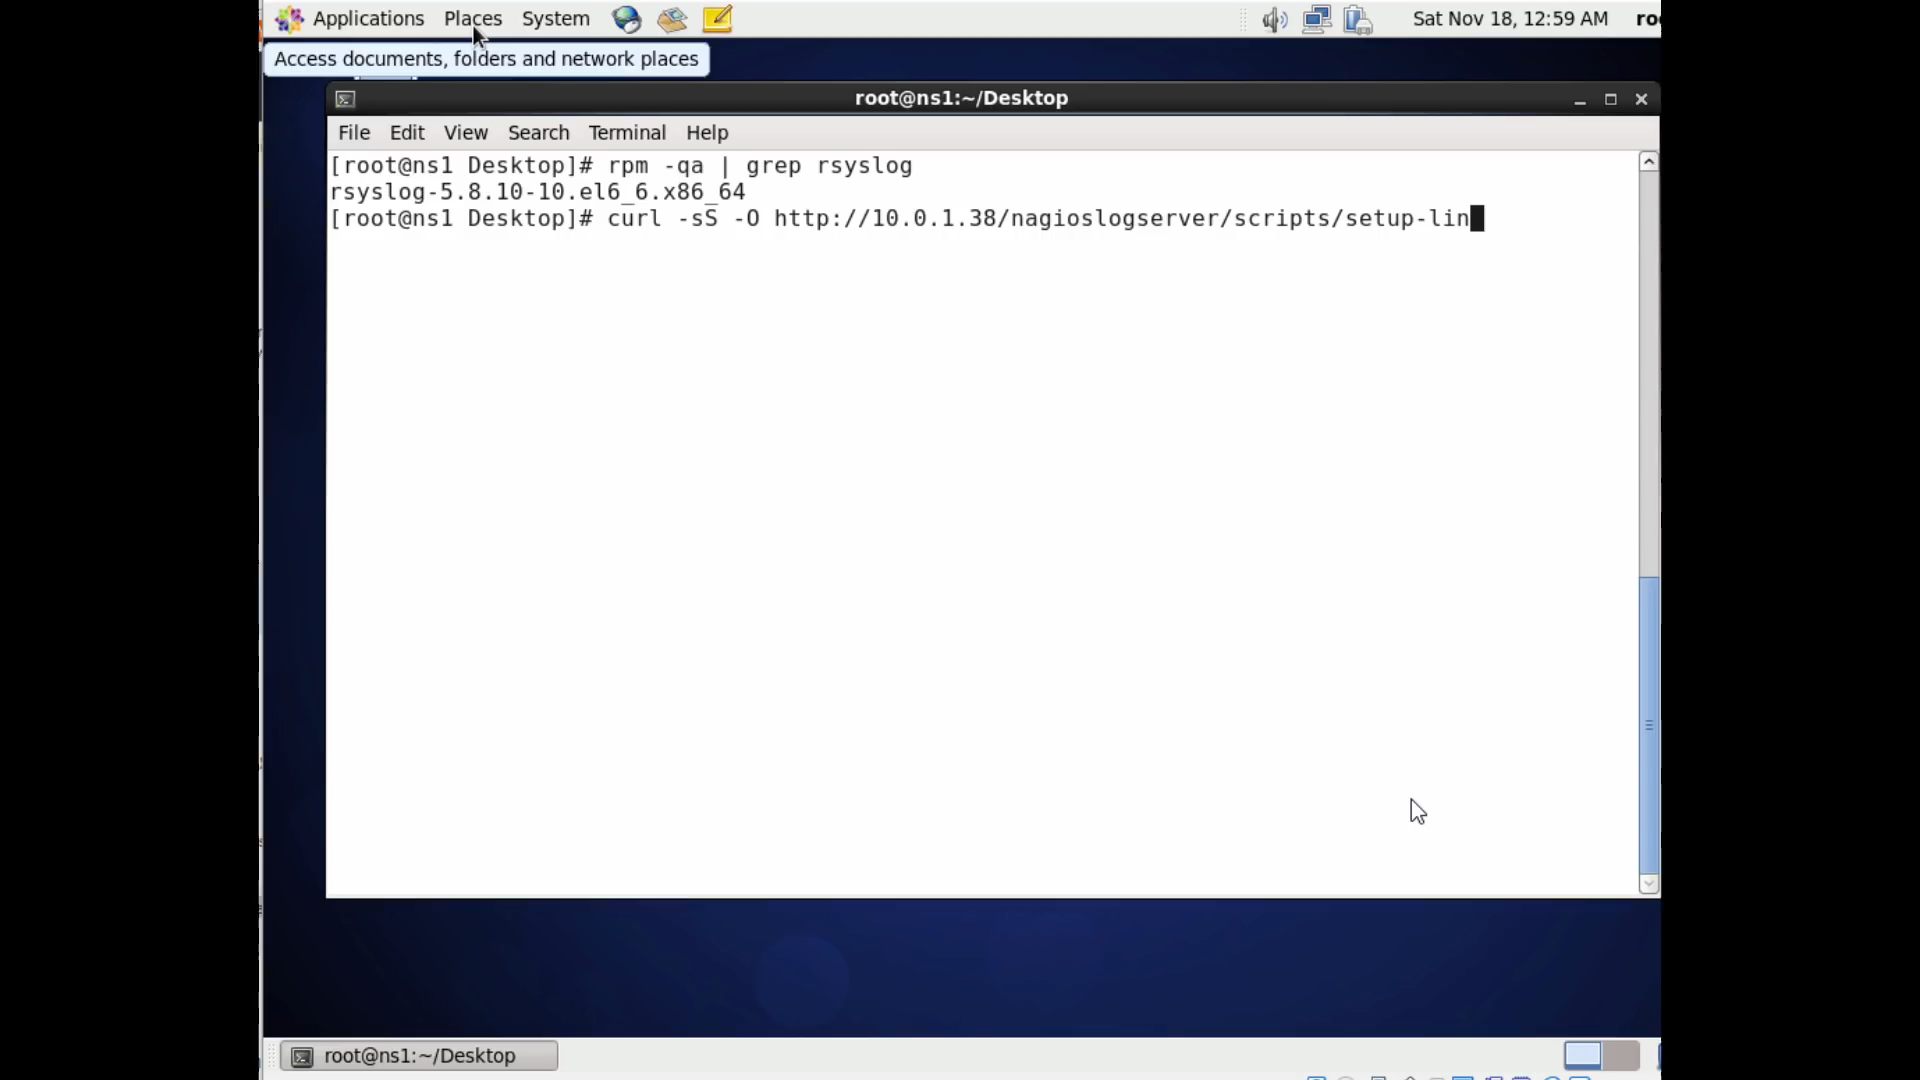 Applications Places System Sat Nov 18, 12:59 AM
Access documents, folders and network places
root@ns1:~/Desktop
File Edit View Search Terminal Help
[root@ns1 Desktop]# rpm -qa | grep rsyslog
rsyslog-5.8.10-10.el6_6.x86_64
[root@ns1 Desktop]# curl -sS -O http://10.0.1.38/nagioslogserver/scripts/setup-lin
root@ns1:~/Desktop